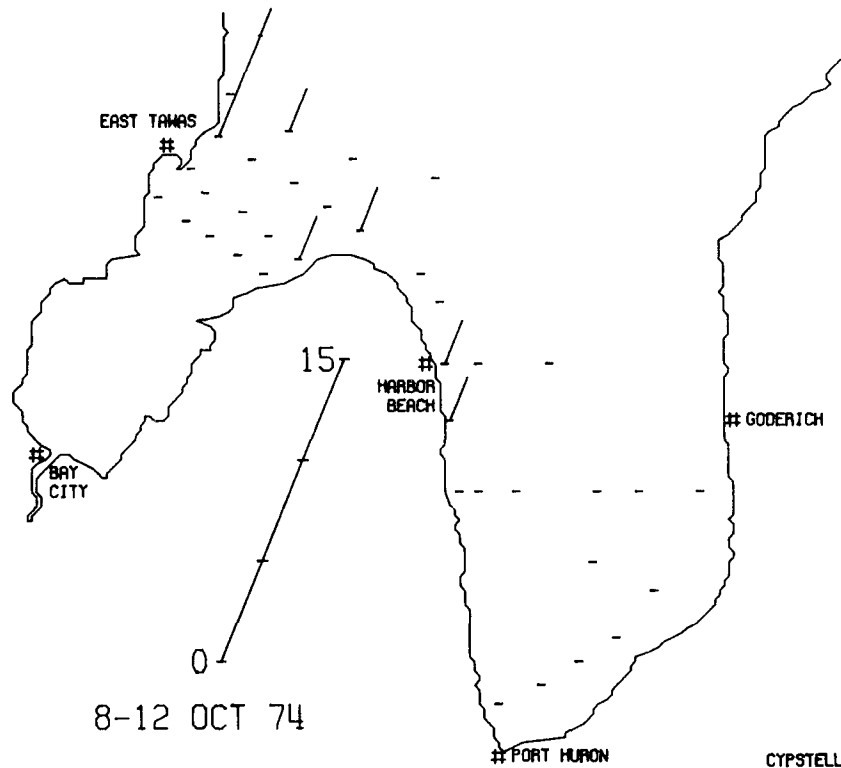 EAST TAWAS
15
HARBOR
BEACH
# GODERICH
BAY
CITY
0
8-12 OCT 74
# PORT HURON
CYPSTELL